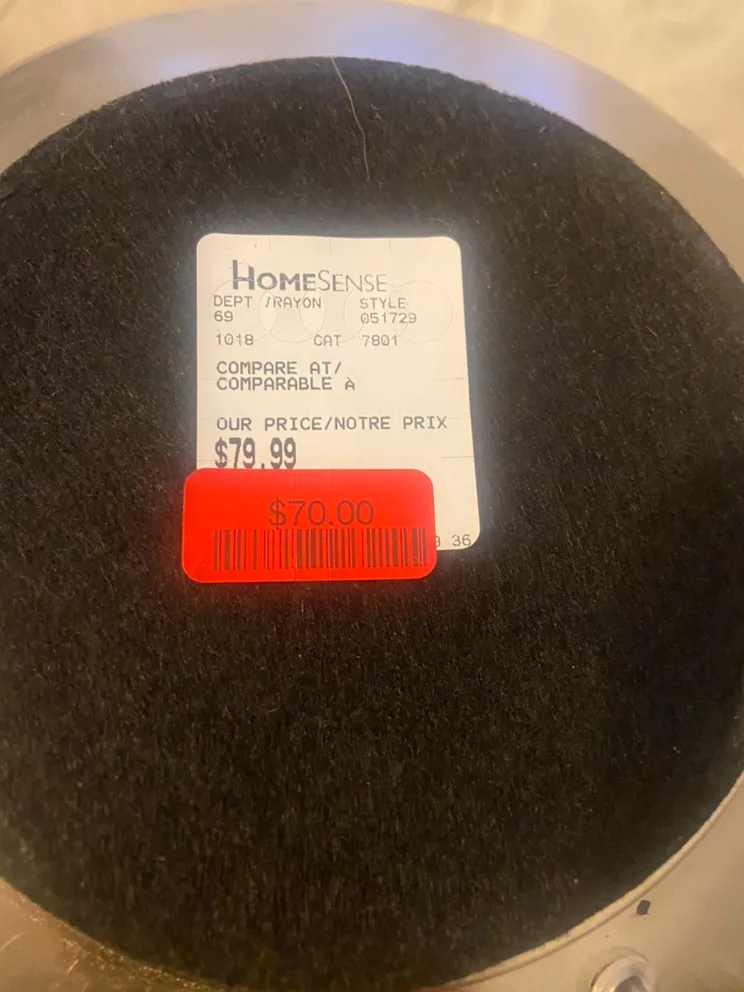 HOMESENSE
DEPT /RAYON STYLE
69 051729
1018 CAT 7801
COMPARE AT/
COMPARABLE À
OUR PRICE/NOTRE PRIX
$79.99
$70.00
36